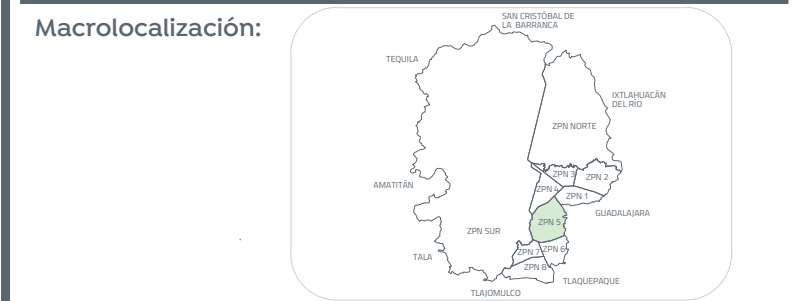 Macrolocalización:
SAN CRISTÓBAL DE
LA BARRANCA
TEQUILA
IXTLAHUACÁN
DEL RÍO
ZPN NORTE
ZPN 3
ZPN 2
AMATITÁN
ZPN 4
ZPN 1
GUADALAJARA
ZPN 5
ZPN SUR
ZPN 7
ZPN 6
TALA
ZPN 8
TLAQUEPAQUE
TLAJOMULCO